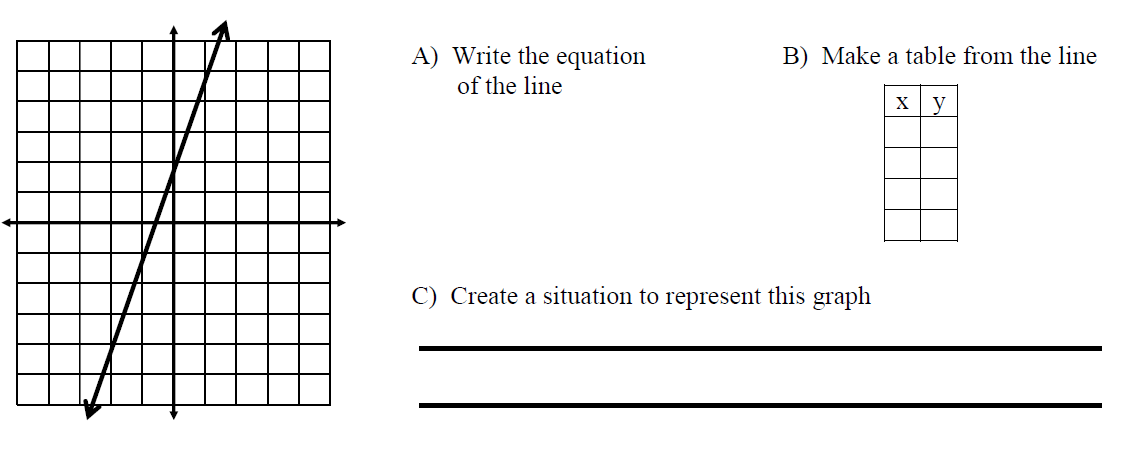 A) Write the equation
of the line
B) Make a table from the line
x y
C) Create a situation to represent this graph